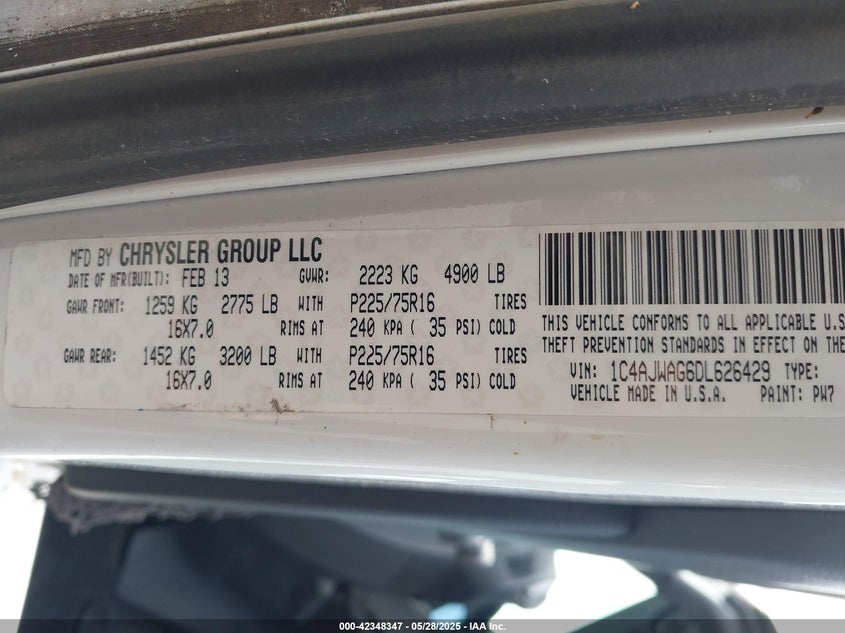 MFD BY CHRYSLER GROUP LLC
DATE OF MFR(BUILT): FEB 13 GVWR: 2223 KG 4900 LB
GAWR FRONT: 1259 KG 2775 LB WITH P225/75R16 TIRES
16X7.0 RIMS AT 240 KPA ( 35 PSI) COLD
GAWR REAR: 1452 KG 3200 LB WITH P225/75R16 TIRES
16X7.0 RIMS AT 240 KPA ( 35 PSI) COLD
THIS VEHICLE CONFORMS TO ALL APPLICABLE U.S
THEFT PREVENTION STANDARDS IN EFFECT ON THE
VIN: 1C4AJWAG6DL626429 TYPE:
VEHICLE MADE IN U.S.A. PAINT: PW7
000-42348347 - 05/28/2025 - IAA Inc.